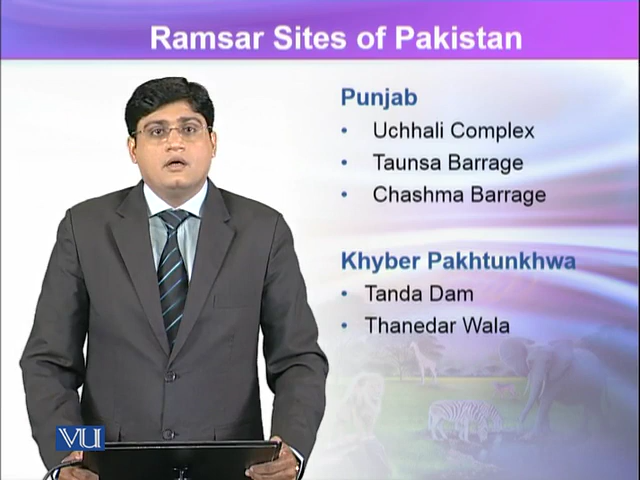 Ramsar Sites of Pakistan
Punjab
• Uchhali Complex
• Taunsa Barrage
• Chashma Barrage
Khyber Pakhtunkhwa
• Tanda Dam
• Thanedar Wala
VU